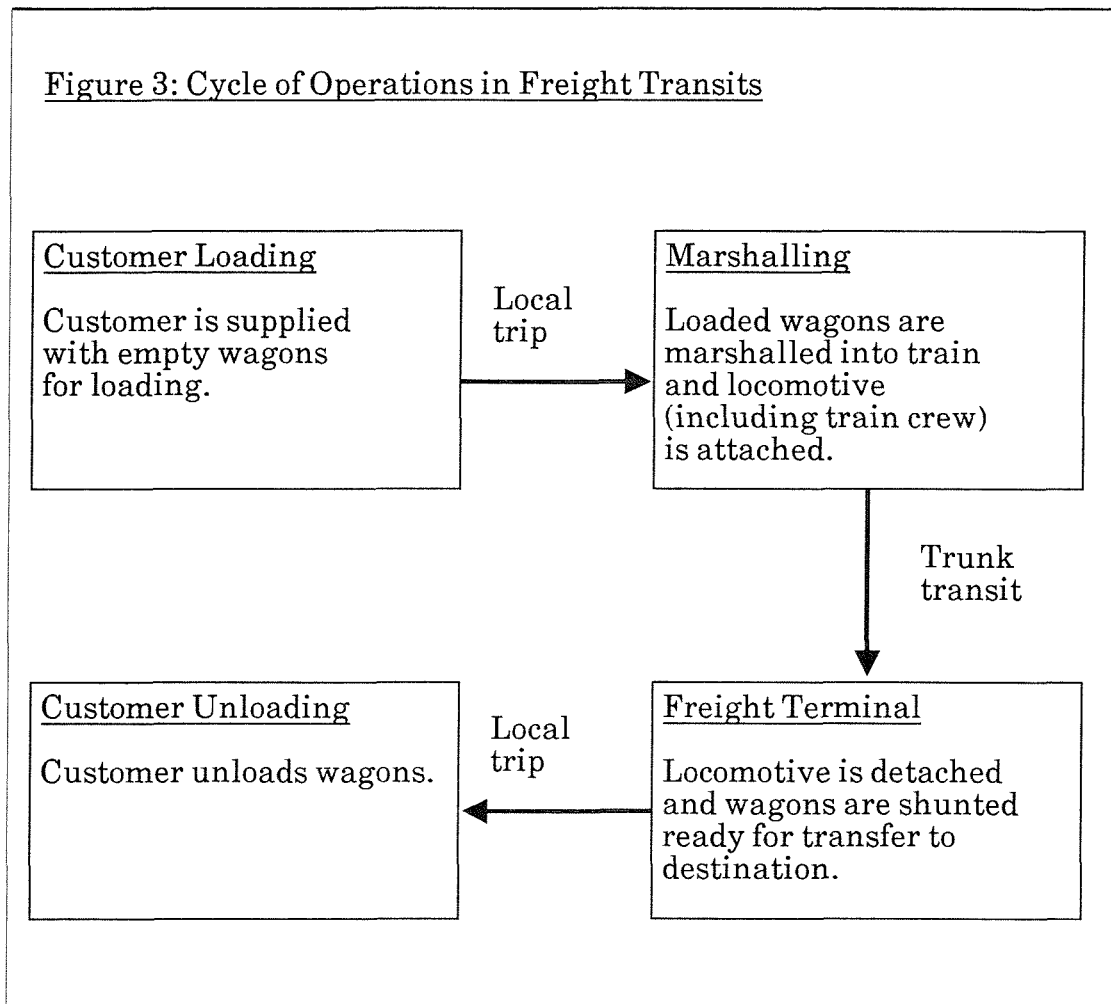 Figure 3: Cycle of Operations in Freight Transits
Customer Loading
Customer is supplied
with empty wagons
for loading.
Local
trip
Marshalling
Loaded wagons are
marshalled into train
and locomotive
(including train crew)
is attached.
Trunk
transit
Freight Terminal
Locomotive is detached
and wagons are shunted
ready for transfer to
destination.
Local
trip
Customer Unloading
Customer unloads wagons.